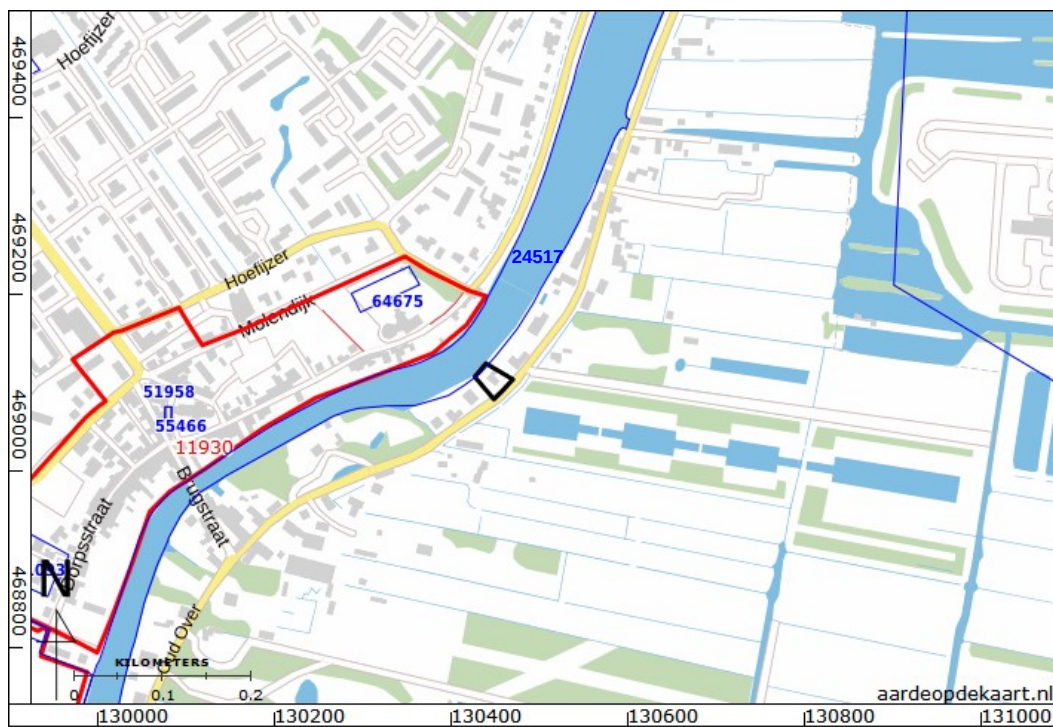 469400
469200
469000
468800
Hoefijzer
Hoefijzer
Molendijk
24517
64675
51958
55466
11930
Brugstraat
Dorpsstraat
Oud Over
N
KILOMETERS
0 0.1 0.2
aardeopdekaart.nl
130000 130200 130400 130600 130800 131000